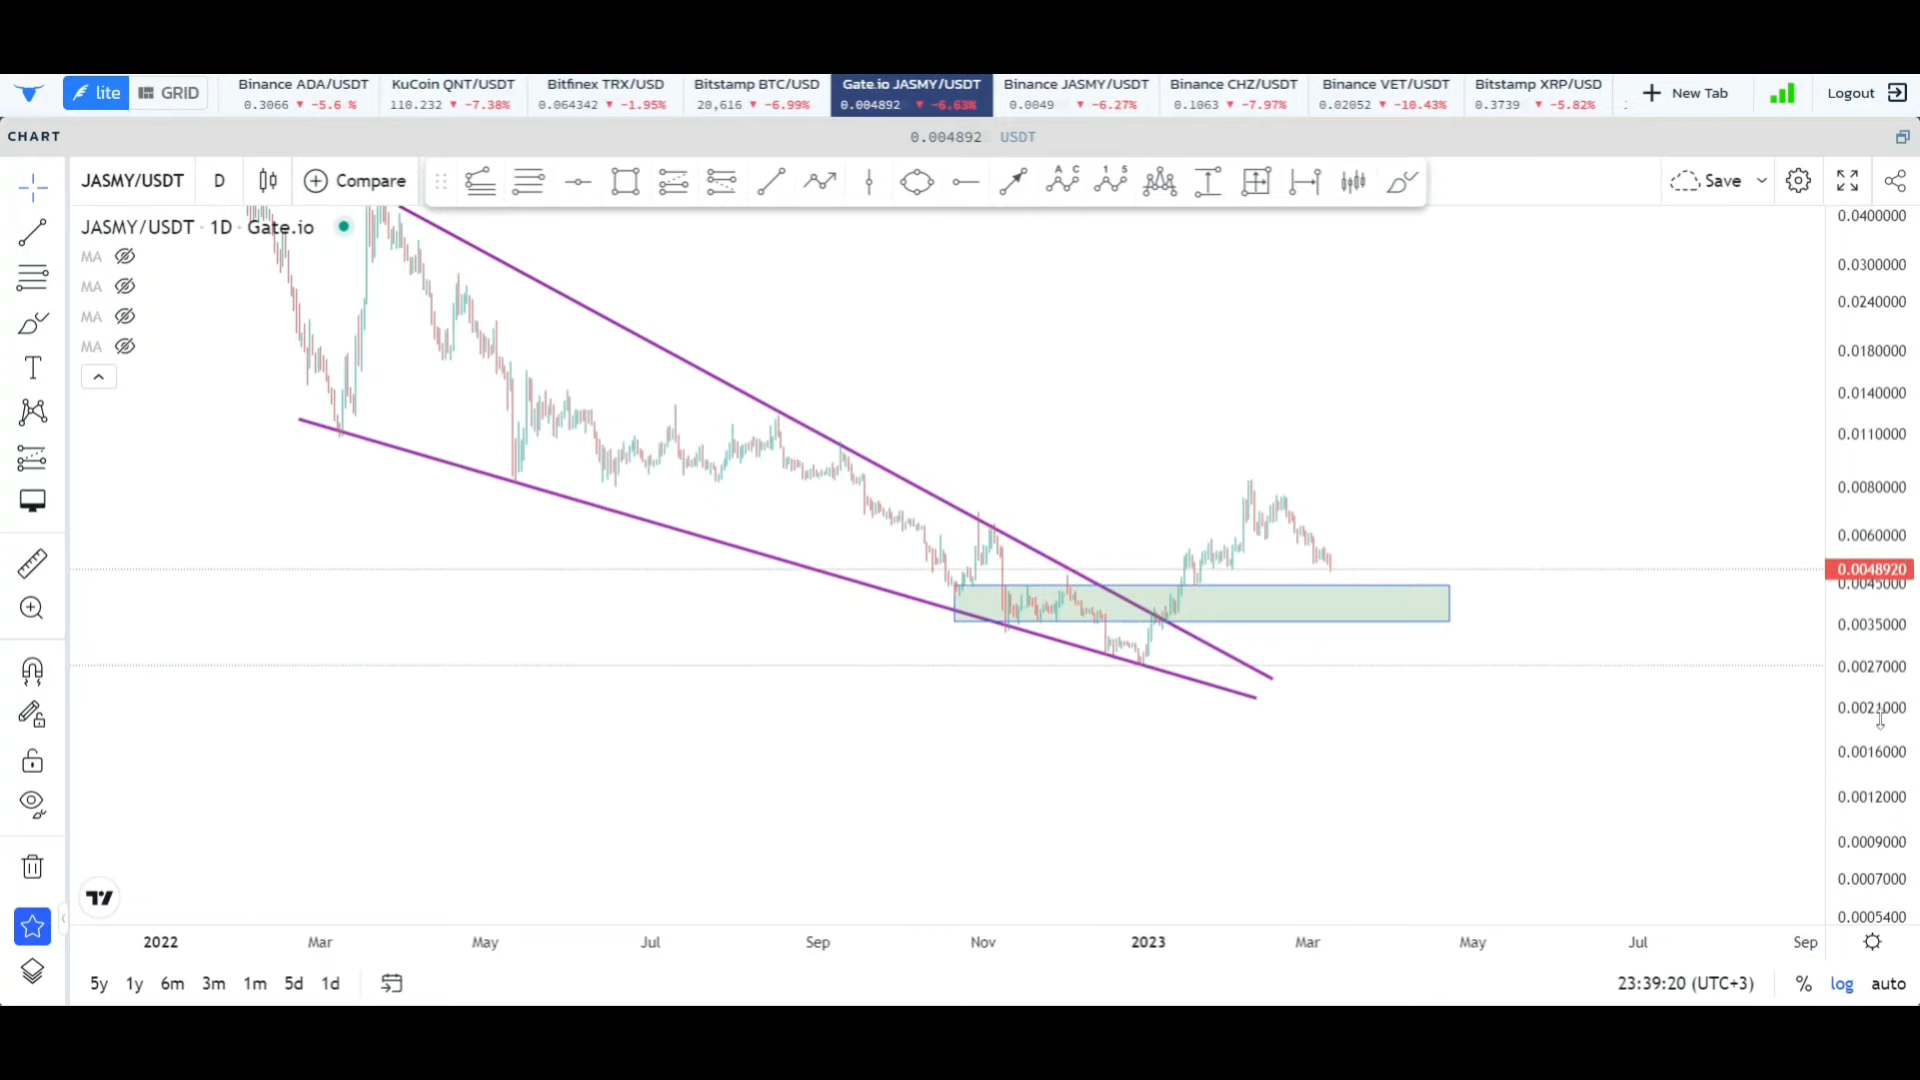 lite
GRID
Binance ADA/USDT
0.3066 ▼ -5.6 %
KuCoin QNT/USDT
110.232 ▼ -7.38%
Bitfinex TRX/USD
0.064342 ▼ -1.95%
Bitstamp BTC/USD
20,616 ▼ -6.99%
Gate.io JASMY/USDT
0.004892 ▼ -6.63%
Binance JASMY/USDT
0.0049 ▼ -6.27%
Binance CHZ/USDT
0.1063 ▼ -7.97%
Binance VET/USDT
0.02052 ▼ -10.43%
Bitstamp XRP/USD
0.3739 ▼ -5.82%
New Tab
Logout
CHART
0.004892 USDT
JASMY/USDT
D
Compare
Save
JASMY/USDT · 1D · Gate.io
MA
MA
MA
MA
0.0400000
0.0300000
0.0240000
0.0180000
0.0140000
0.0110000
0.0080000
0.0060000
0.0048920
0.0045000
0.0035000
0.0027000
0.0021000
0.0016000
0.0012000
0.0009000
0.0007000
0.0005400
2022 Mar May Jul Sep Nov 2023 Mar May Jul Sep
5y 1y 6m 3m 1m 5d 1d
23:39:20 (UTC+3) % log auto